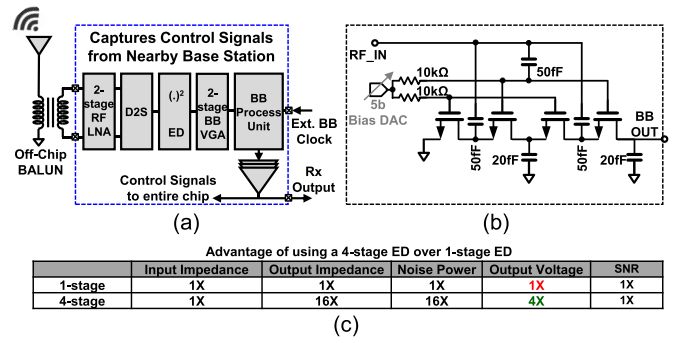 Captures Control Signals
from Nearby Base Station
2-
stage
RF
LNA
D2S
(.)²
ED
2-
stage
BB
VGA
BB
Process
Unit
Ext. BB
Clock
Off-Chip
BALUN
Control Signals
to entire chip
Rx
Output
(a)
RF_IN
10kΩ
10kΩ
50fF
5b
Bias DAC
50fF
20fF
50fF
20fF
BB
OUT
(b)
Advantage of using a 4-stage ED over 1-stage ED
Input Impedance Output Impedance Noise Power Output Voltage SNR
1-stage 1X 1X 1X 1X 1X
4-stage 1X 16X 16X 4X 1X
(c)